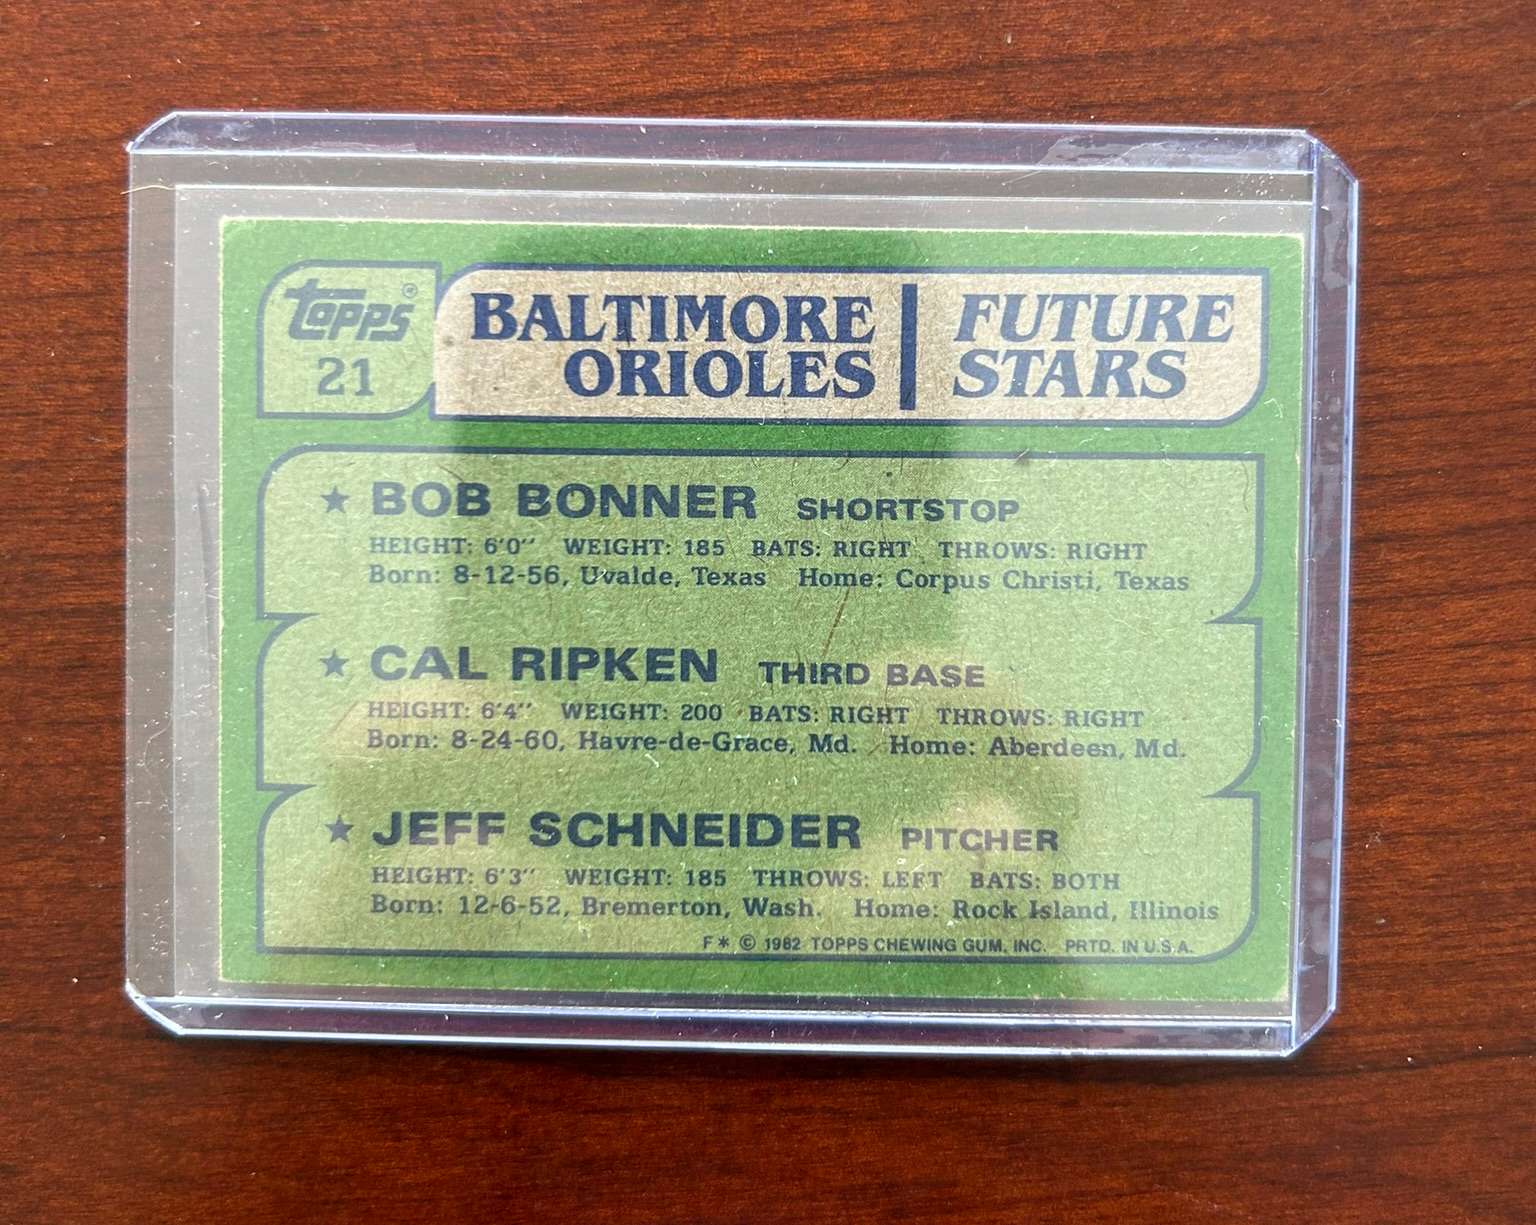 Topps®
21
BALTIMORE ORIOLES
FUTURE STARS
★ BOB BONNER SHORTSTOP
HEIGHT: 6'0" WEIGHT: 185 BATS: RIGHT THROWS: RIGHT
Born: 8-12-56, Uvalde, Texas Home: Corpus Christi, Texas
★ CAL RIPKEN THIRD BASE
HEIGHT: 6'4" WEIGHT: 200 BATS: RIGHT THROWS: RIGHT
Born: 8-24-60, Havre-de-Grace, Md. Home: Aberdeen, Md.
★ JEFF SCHNEIDER PITCHER
HEIGHT: 6'3" WEIGHT: 185 THROWS: LEFT BATS: BOTH
Born: 12-6-52, Bremerton, Wash. Home: Rock Island, Illinois
F* © 1982 TOPPS CHEWING GUM, INC. PRTD. IN U.S.A.